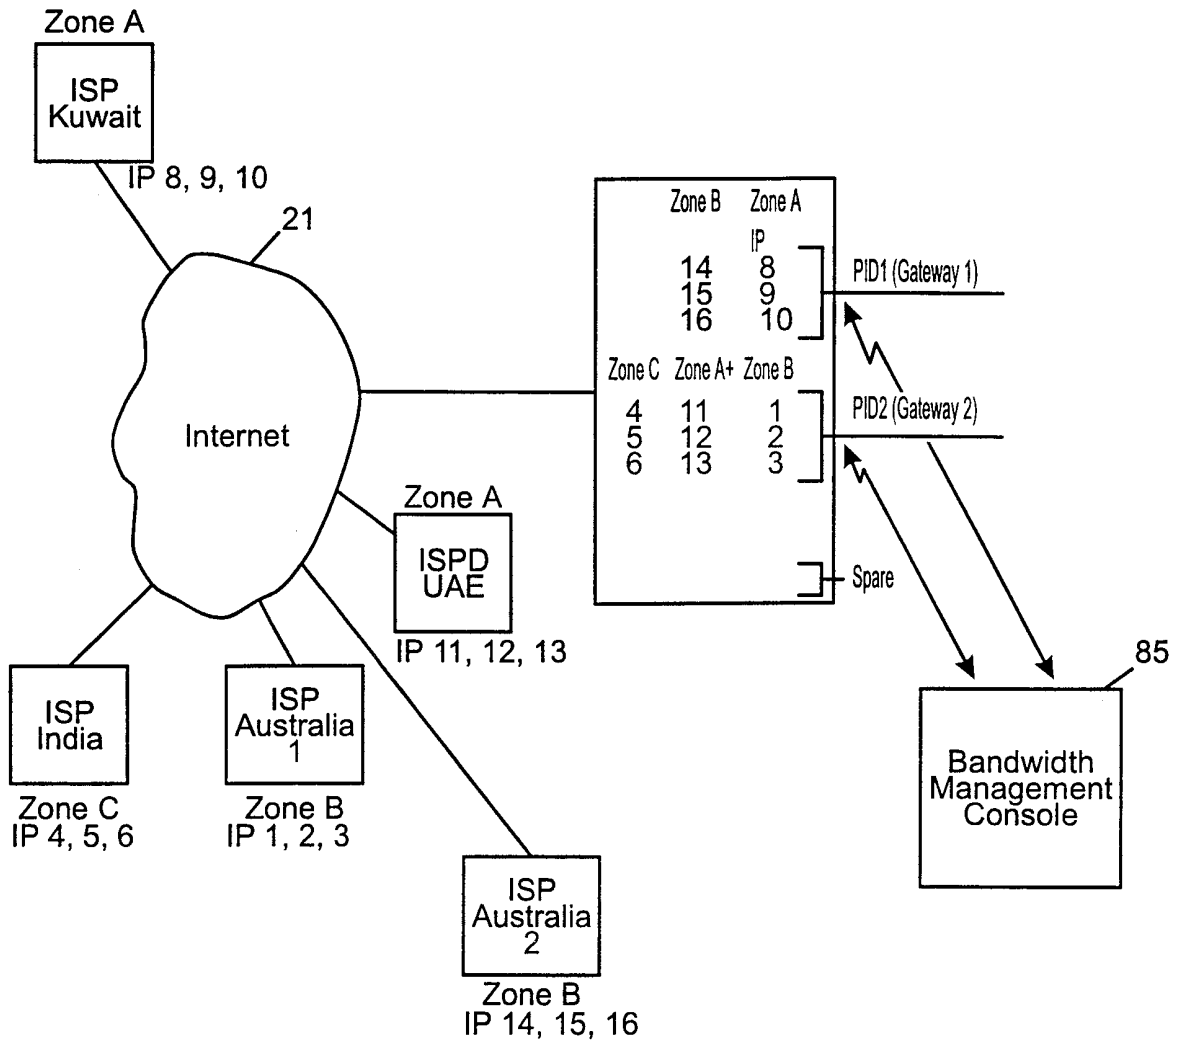 Zone A
ISP
Kuwait
IP 8, 9, 10
21
Internet
Zone B Zone A
IP
14 8
15 9
16 10
PID1 (Gateway 1)
Zone C Zone A+ Zone B
4 11 1
5 12 2
6 13 3
PID2 (Gateway 2)
Spare
Zone A
ISPD
UAE
IP 11, 12, 13
ISP
India
Zone C
IP 4, 5, 6
ISP
Australia
1
Zone B
IP 1, 2, 3
ISP
Australia
2
Zone B
IP 14, 15, 16
85
Bandwidth
Management
Console